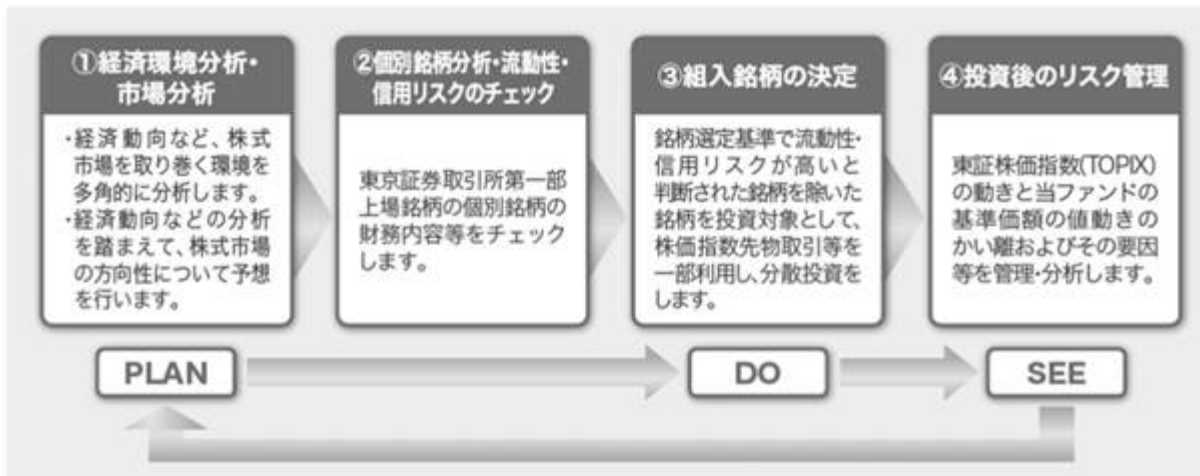 ①経済環境分析・
市場分析
・経済動向など、株式
市場を取り巻く環境を
多角的に分析します。
・経済動向などの分析
を踏まえて、株式市場
の方向性について予想
を行います。
②個別銘柄分析・流動性・
信用リスクのチェック
東京証券取引所第一部
上場銘柄の個別銘柄の
財務内容等をチェック
します。
③組入銘柄の決定
銘柄選定基準で流動性・
信用リスクが高いと
判断された銘柄を除いた
銘柄を投資対象として、
株価指数先物取引等を
一部利用し、分散投資を
します。
④投資後のリスク管理
東証株価指数(TOPIX)
の動きと当ファンドの
基準価額の値動きの
かい離およびその要因
等を管理・分析します。
PLAN
DO
SEE